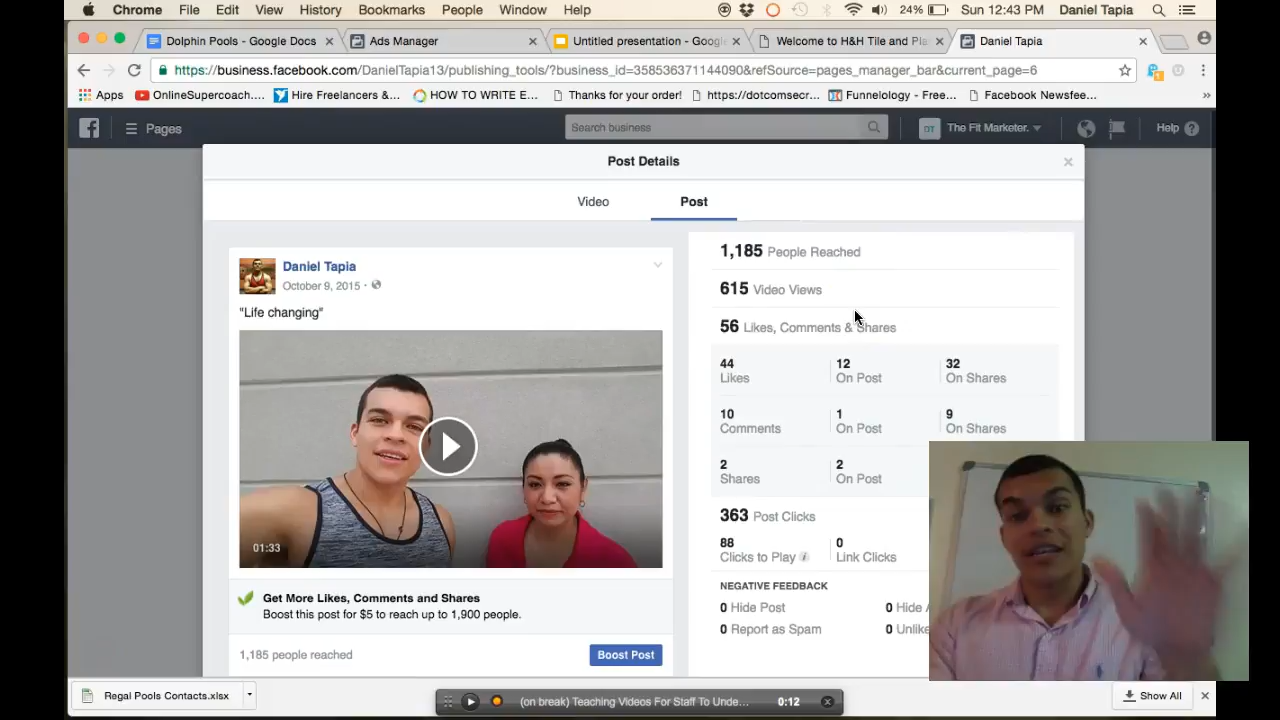 Chrome File Edit View History Bookmarks People Window Help 24% Sun 12:43 PM Daniel Tapia
Dolphin Pools - Google Docs Ads Manager Untitled presentation - Goog Welcome to H&H Tile and Pla Daniel Tapia
https://business.facebook.com/DanielTapia13/publishing_tools/?business_id=358536371144090&refSource=pages_manager_bar&current_page=6
Apps OnlineSupercoach.... Hire Freelancers &... HOW TO WRITE E... Thanks for your order! https://dotcomsecr... Funnelology - Free... Facebook Newsfee... »
Pages Search business DT The Fit Marketer. Help
Post Details
Video Post
Daniel Tapia
October 9, 2015 ·
"Life changing"
01:33
Get More Likes, Comments and Shares
Boost this post for $5 to reach up to 1,900 people.
1,185 people reached Boost Post
1,185 People Reached
615 Video Views
56 Likes, Comments & Shares
44 12 32
Likes On Post On Shares
10 1 9
Comments On Post On Shares
2 2
Shares On Post
363 Post Clicks
88 0
Clicks to Play Link Clicks
NEGATIVE FEEDBACK
0 Hide Post 0 Hide
0 Report as Spam 0 Unlik
Regal Pools Contacts.xlsx (on break) Teaching Videos For Staff To Unde... 0:12 Show All